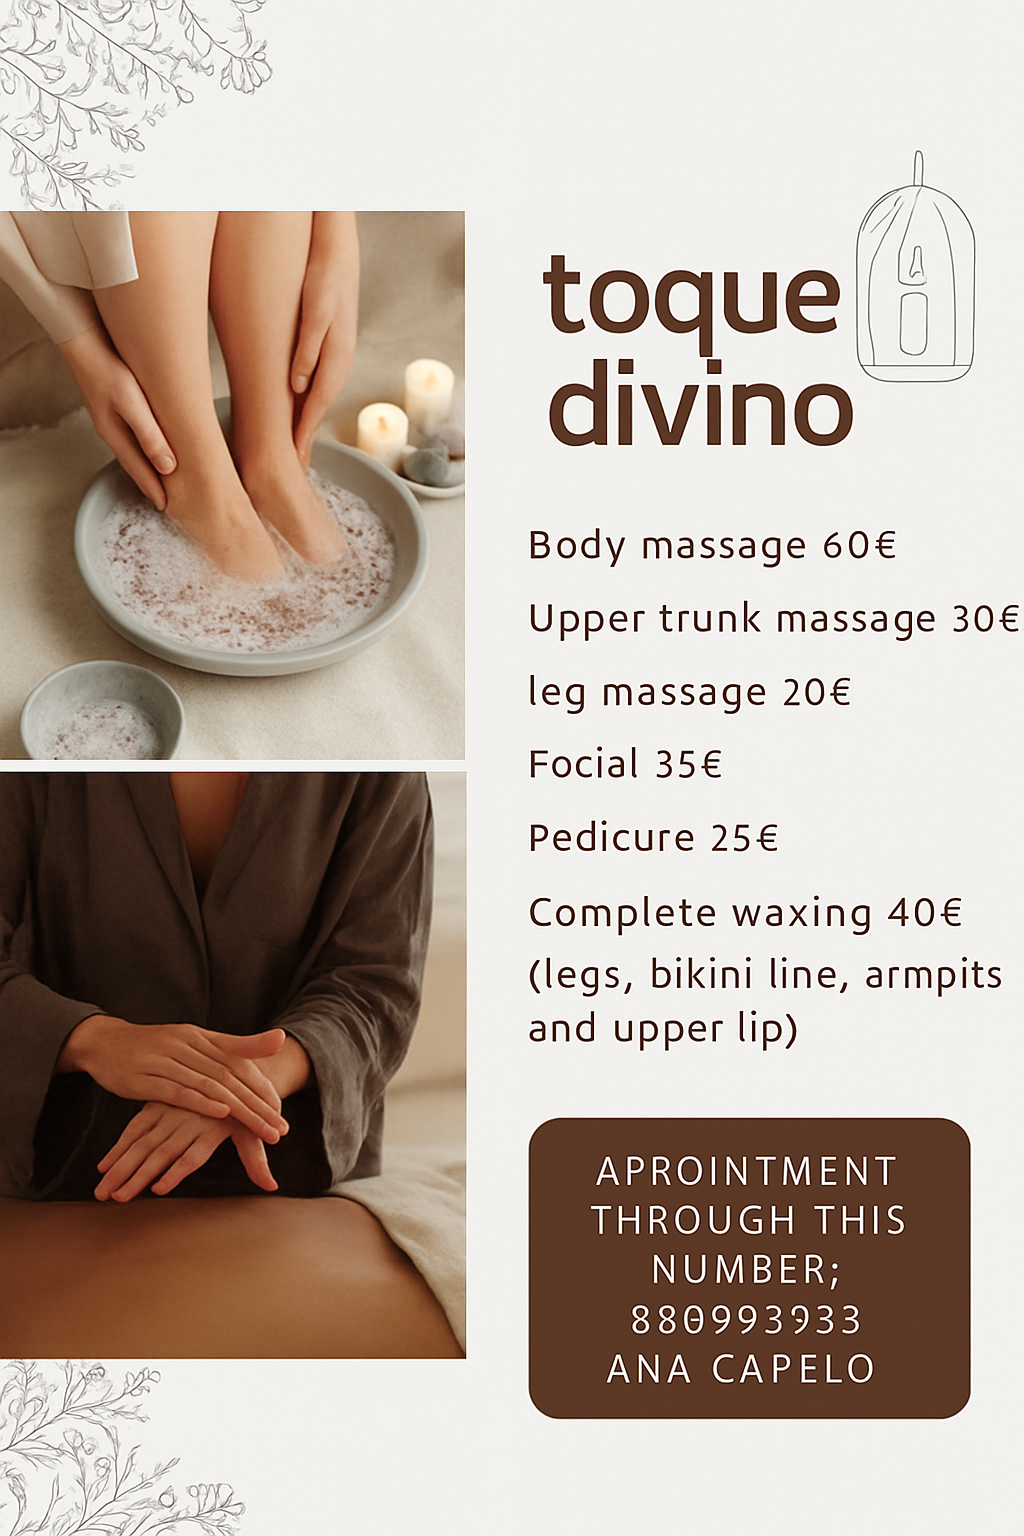 toque
divino
Body massage 60€
Upper trunk massage 30€
leg massage 20€
Focial 35€
Pedicure 25€
Complete waxing 40€
(legs, bikini line, armpits
and upper lip)
APROINTMENT
THROUGH THIS
NUMBER;
880993933
ANA CAPELO